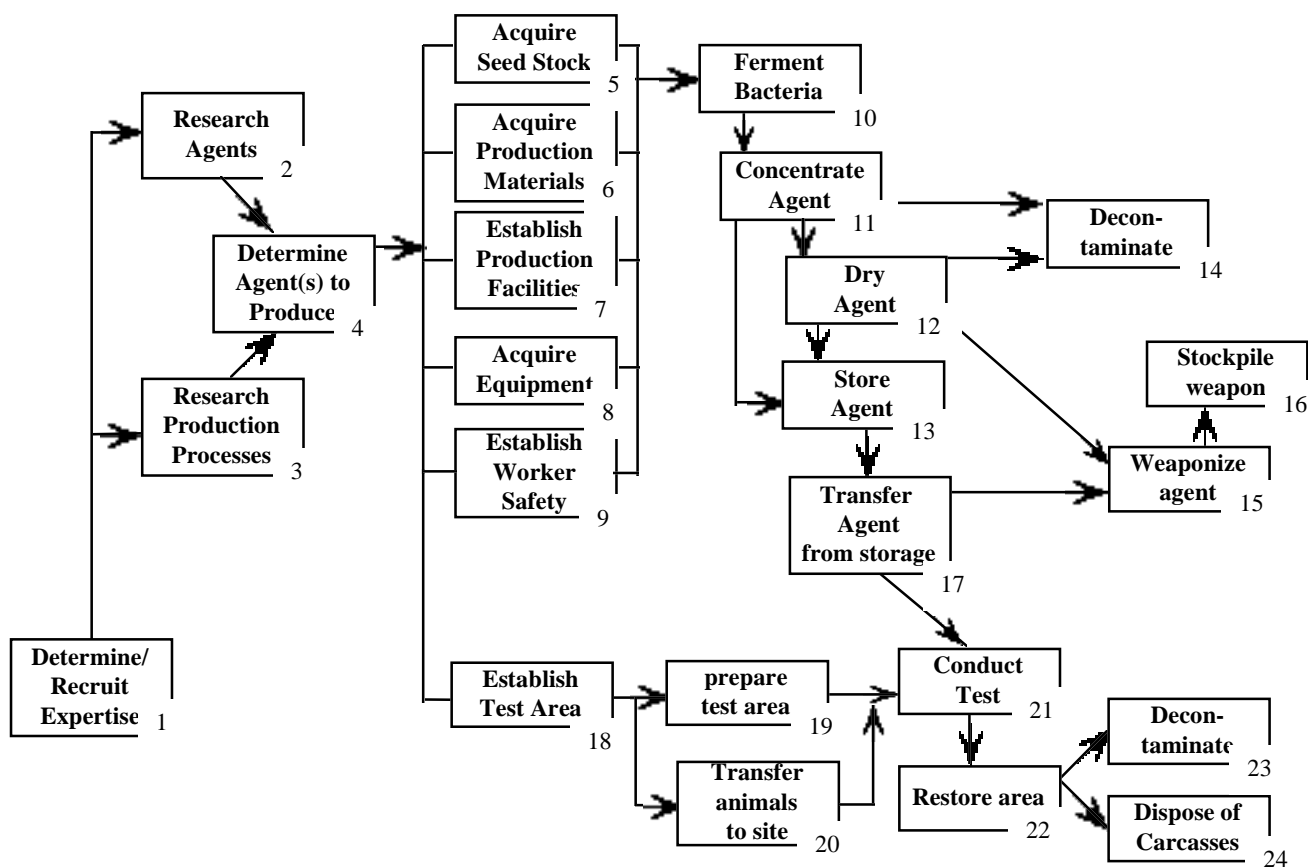 Determine/
Recruit
Expertise
1
Research
Agents
2
Research
Production
Processes
3
Determine
Agent(s) to
Produce
4
Acquire
Seed Stock
5
Acquire
Production
Materials
6
Establish
Production
Facilities
7
Acquire
Equipment
8
Establish
Worker
Safety
9
Ferment
Bacteria
10
Concentrate
Agent
11
Dry
Agent
12
Store
Agent
13
Decon-
taminate
14
Weaponize
agent
15
Stockpile
weapon
16
Transfer
Agent
from storage
17
Establish
Test Area
18
prepare
test area
19
Transfer
animals
to site
20
Conduct
Test
21
Restore area
22
Decon-
taminate
23
Dispose of
Carcasses
24